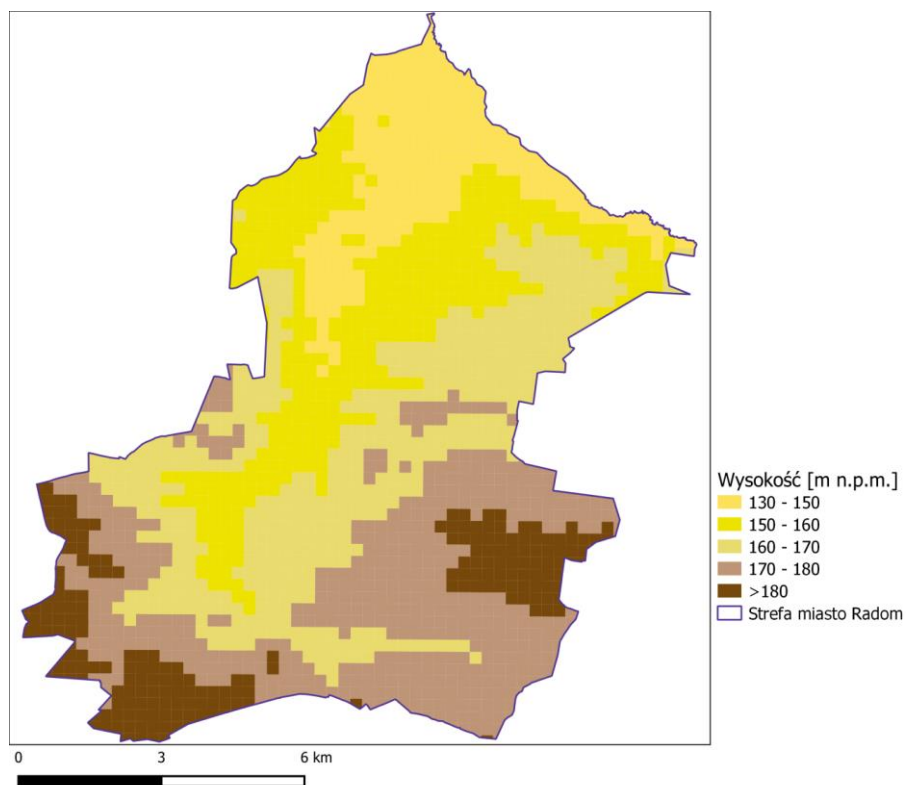 Wysokość [m n.p.m.]
130 - 150
150 - 160
160 - 170
170 - 180
>180
Strefa miasto Radom
0 3 6 km